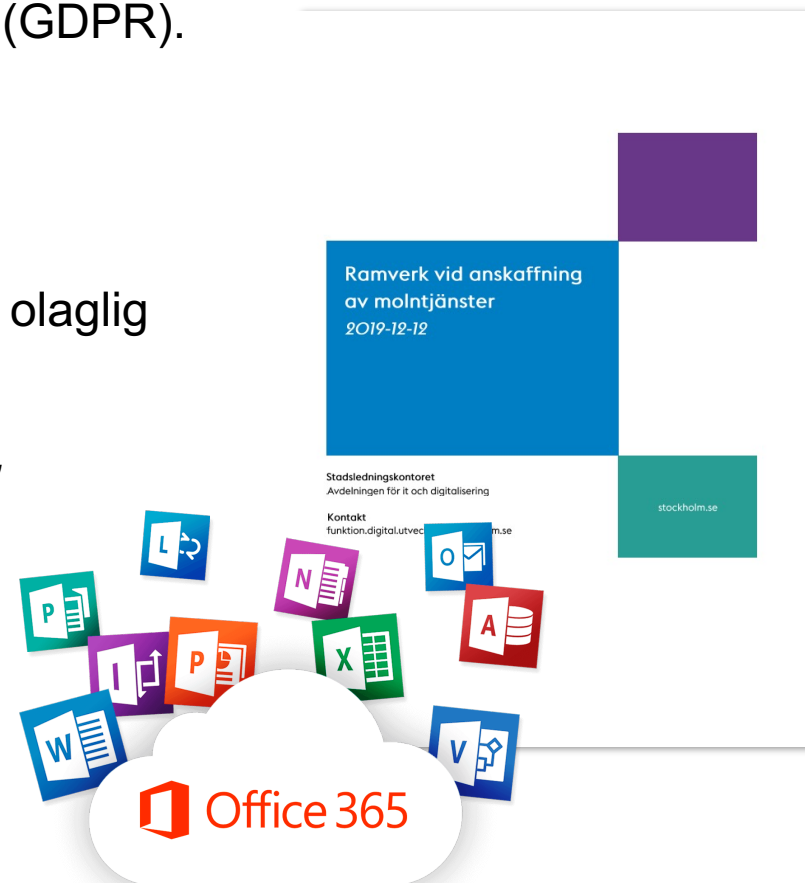 (GDPR).
olaglig
Ramverk vid anskaffning
av molntjänster
2019-12-12
Stadsledningskontoret
Avdelningen för it och digitalisering
stockholm.se
Kontakt
funktion.digital.utvec m.se
L
O
N
P
A
I
P
X
W
V
Office 365